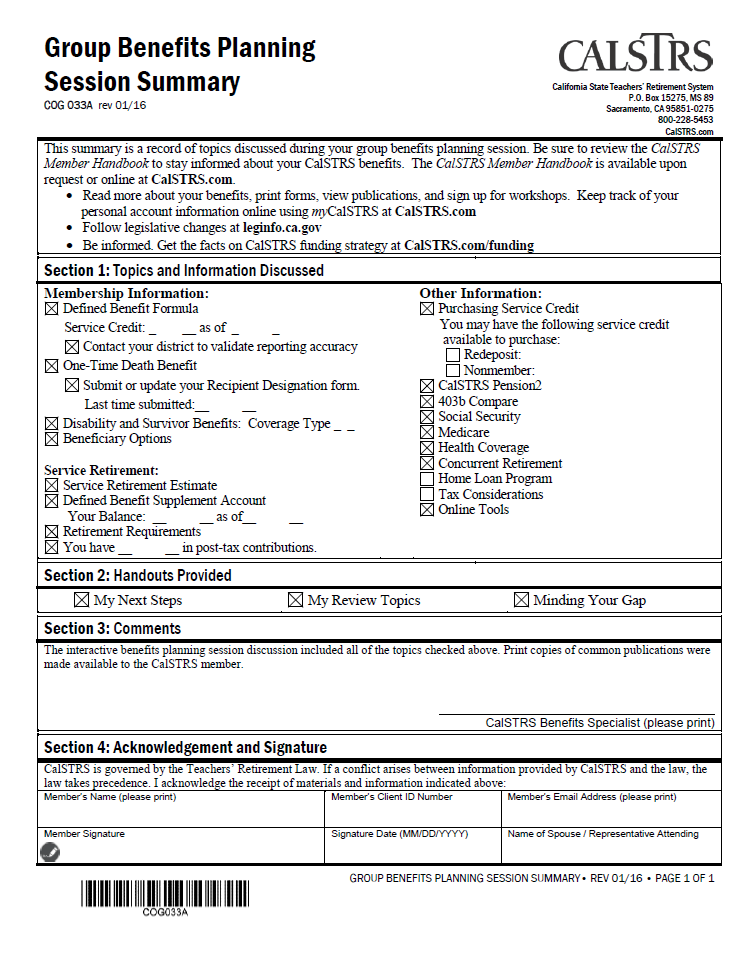 Group Benefits Planning
Session Summary
COG 033A rev 01/16
CALSTRS
California State Teachers' Retirement System
P.O. Box 15275, MS 89
Sacramento, CA 95851-0275
800-228-5453
CalSTRS.com
This summary is a record of topics discussed during your group benefits planning session. Be sure to review the CalSTRS
Member Handbook to stay informed about your CalSTRS benefits. The CalSTRS Member Handbook is available upon
request or online at CalSTRS.com.
• Read more about your benefits, print forms, view publications, and sign up for workshops. Keep track of your
personal account information online using myCalSTRS at CalSTRS.com
• Follow legislative changes at leginfo.ca.gov
• Be informed. Get the facts on CalSTRS funding strategy at CalSTRS.com/funding
Section 1: Topics and Information Discussed
Membership Information:
☒ Defined Benefit Formula
Service Credit: _ __ as of _ _
☒ Contact your district to validate reporting accuracy
☒ One-Time Death Benefit
☒ Submit or update your Recipient Designation form.
Last time submitted:__ __
☒ Disability and Survivor Benefits: Coverage Type _ _
☒ Beneficiary Options
Service Retirement:
☒ Service Retirement Estimate
☒ Defined Benefit Supplement Account
Your Balance: __ __ as of__ __
☒ Retirement Requirements
☒ You have __ __ in post-tax contributions.
Other Information:
☒ Purchasing Service Credit
You may have the following service credit
available to purchase:
☐ Redeposit:
☐ Nonmember:
☒ CalSTRS Pension2
☒ 403b Compare
☒ Social Security
☒ Medicare
☒ Health Coverage
☒ Concurrent Retirement
☐ Home Loan Program
☐ Tax Considerations
☒ Online Tools
Section 2: Handouts Provided
☒ My Next Steps ☒ My Review Topics ☒ Minding Your Gap
Section 3: Comments
The interactive benefits planning session discussion included all of the topics checked above. Print copies of common publications were
made available to the CalSTRS member.
CalSTRS Benefits Specialist (please print)
Section 4: Acknowledgement and Signature
CalSTRS is governed by the Teachers' Retirement Law. If a conflict arises between information provided by CalSTRS and the law, the
law takes precedence. I acknowledge the receipt of materials and information indicated above:
Member's Name (please print) Member's Client ID Number Member's Email Address (please print)
Member Signature Signature Date (MM/DD/YYYY) Name of Spouse / Representative Attending
GROUP BENEFITS PLANNING SESSION SUMMARY • REV 01/16 • PAGE 1 OF 1
COG033A